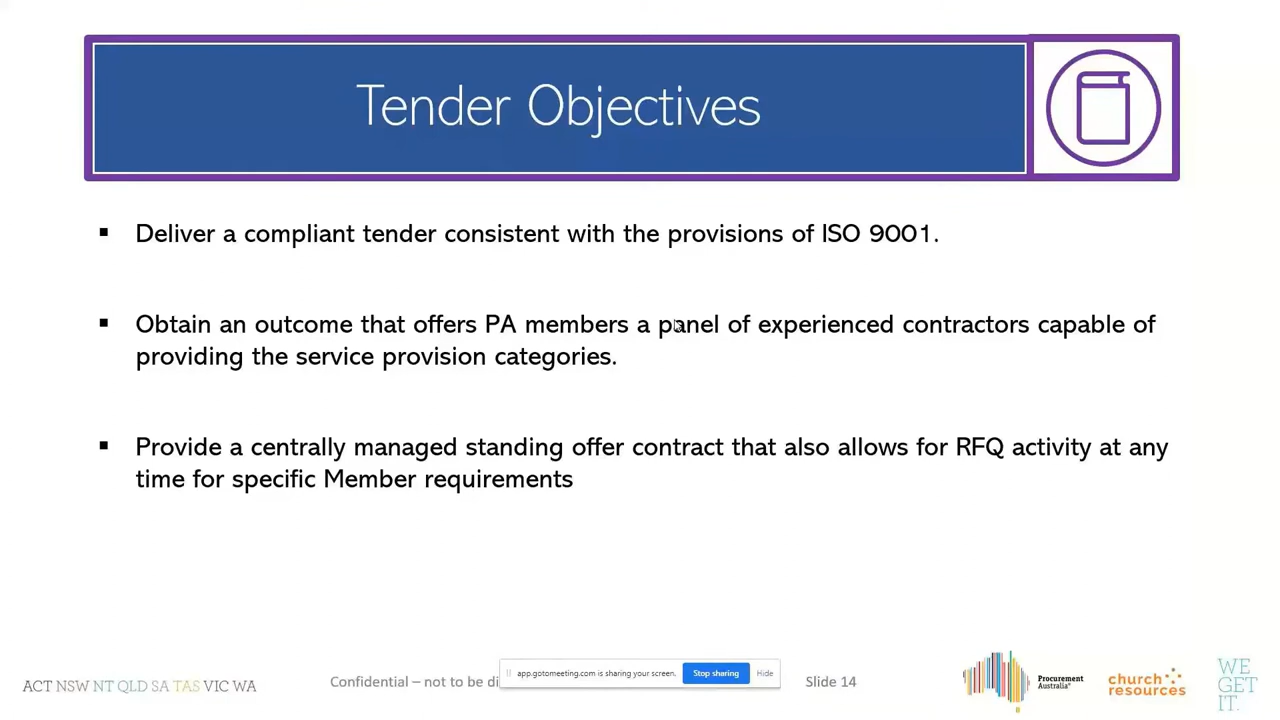 Tender Objectives
▪ Deliver a compliant tender consistent with the provisions of ISO 9001.
▪ Obtain an outcome that offers PA members a panel of experienced contractors capable of
providing the service provision categories.
▪ Provide a centrally managed standing offer contract that also allows for RFQ activity at any
time for specific Member requirements
ACT NSW NT QLD SA TAS VIC WA
Confidential – not to be di
app.gotomeeting.com is sharing your screen.
Stop sharing
Hide
Slide 14
Procurement
Australia®
church
resources
WE
GET
IT.